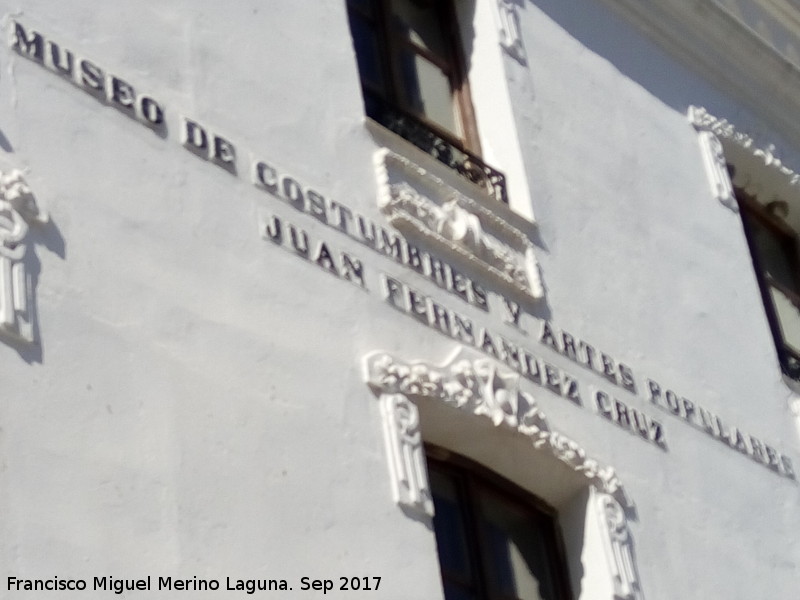 MUSEO DE COSTUMBRES Y ARTES POPULARES
JUAN FERNANDEZ CRUZ
Francisco Miguel Merino Laguna. Sep 2017